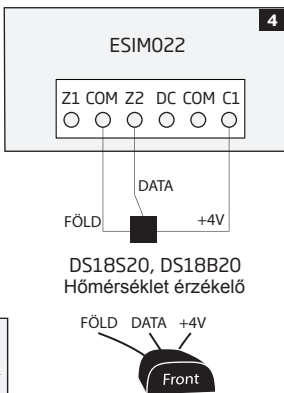 4
ESIM022
Z1 COM Z2 DC COM C1
DATA
FÖLD +4V
DS18S20, DS18B20
Hőmérséklet érzékelő
FÖLD DATA +4V
Front